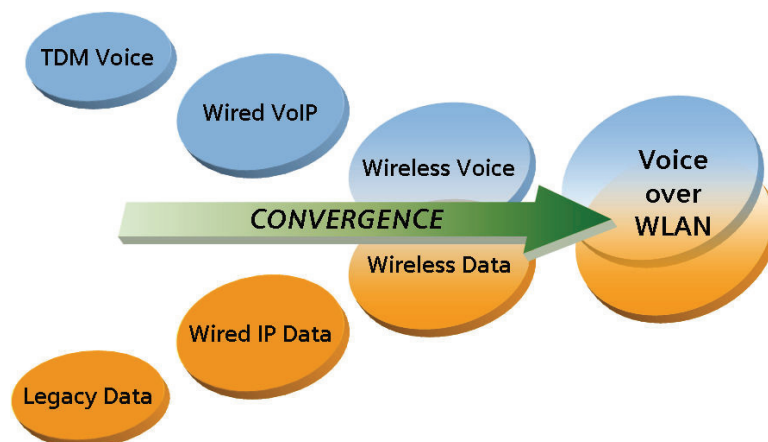 TDM Voice
Wired VoIP
Wireless Voice
Voice
over
WLAN
CONVERGENCE
Wireless Data
Wired IP Data
Legacy Data